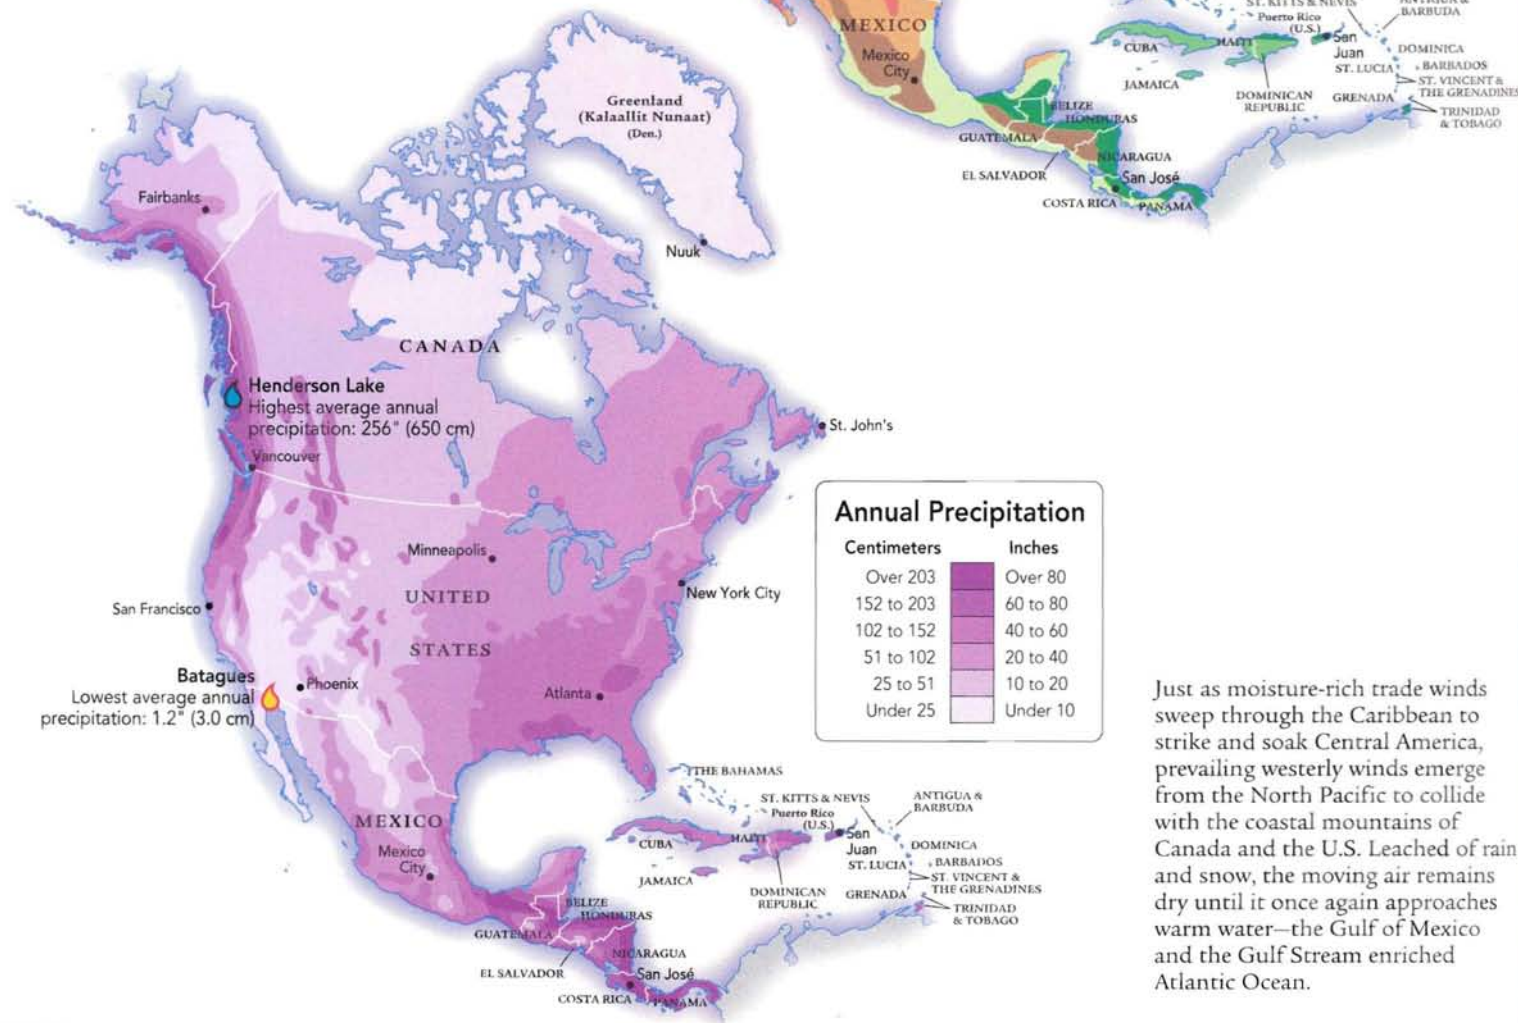 ST. KITTS & NEVIS
ANTIGUA &
BARBUDA
MEXICO
Puerto Rico
(U.S.)
San
Juan
CUBA
HAITI
DOMINICA
Mexico
City
ST. LUCIA
BARBADOS
JAMAICA
ST. VINCENT &
THE GRENADINES
DOMINICAN
REPUBLIC
GRENADA
TRINIDAD
& TOBAGO
BELIZE
HONDURAS
GUATEMALA
NICARAGUA
EL SALVADOR
San José
COSTA RICA
PANAMA
Greenland
(Kalaallit Nunaat)
(Den.)
Fairbanks
Nuuk
CANADA
Henderson Lake
Highest average annual
precipitation: 256" (650 cm)
Vancouver
St. John's
Minneapolis
UNITED
STATES
New York City
San Francisco
Batagues
Lowest average annual
precipitation: 1.2" (3.0 cm)
Phoenix
Atlanta
Annual Precipitation
Centimeters Inches
Over 203 Over 80
152 to 203 60 to 80
102 to 152 40 to 60
51 to 102 20 to 40
25 to 51 10 to 20
Under 25 Under 10
THE BAHAMAS
ST. KITTS & NEVIS
ANTIGUA &
BARBUDA
MEXICO
Puerto Rico
(U.S.)
San
Juan
CUBA
HAITI
DOMINICA
Mexico
City
ST. LUCIA
BARBADOS
JAMAICA
ST. VINCENT &
THE GRENADINES
DOMINICAN
REPUBLIC
GRENADA
TRINIDAD
& TOBAGO
BELIZE
HONDURAS
GUATEMALA
NICARAGUA
EL SALVADOR
San José
COSTA RICA
PANAMA
Just as moisture-rich trade winds
sweep through the Caribbean to
strike and soak Central America,
prevailing westerly winds emerge
from the North Pacific to collide
with the coastal mountains of
Canada and the U.S. Leached of rain
and snow, the moving air remains
dry until it once again approaches
warm water—the Gulf of Mexico
and the Gulf Stream enriched
Atlantic Ocean.